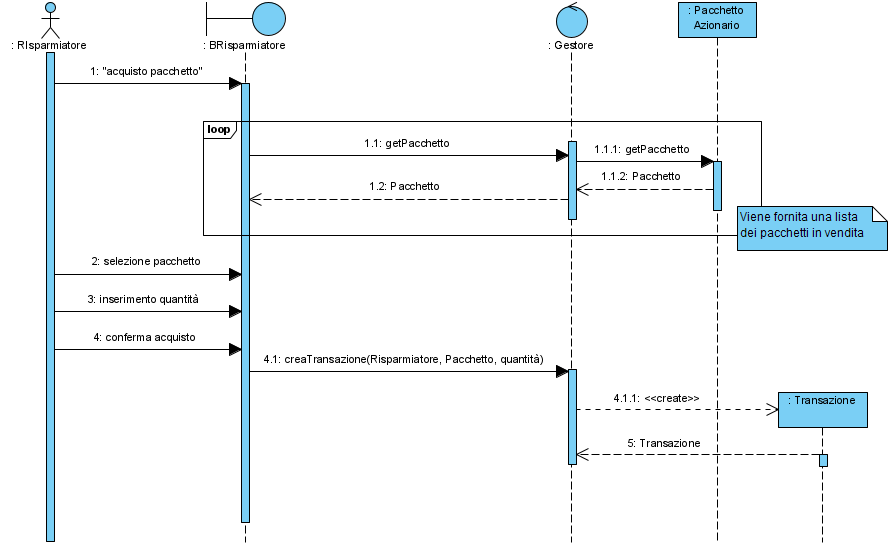 : Pacchetto
Azionario
: RIsparmiatore
: BRisparmiatore
: Gestore
1: "acquisto pacchetto"
loop
1.1: getPacchetto
1.1.1: getPacchetto
1.1.2: Pacchetto
1.2: Pacchetto
Viene fornita una lista
dei pacchetti in vendita
2: selezione pacchetto
3: inserimento quantità
4: conferma acquisto
4.1: creaTransazione(Risparmiatore, Pacchetto, quantità)
4.1.1: <<create>>
: Transazione
5: Transazione